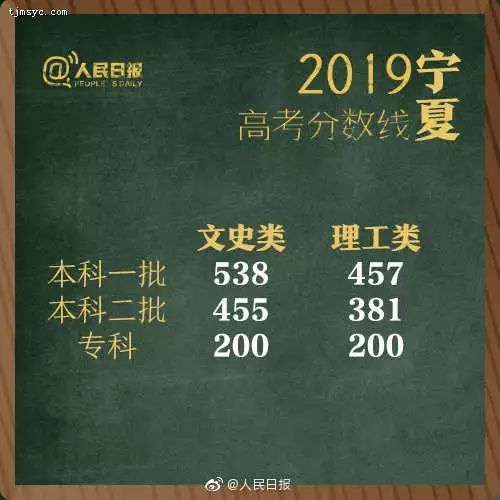 tjmsyc.com
@人民日报
PEOPLE'S DAILY
2019宁夏
高考分数线
文史类 理工类
本科一批 538 457
本科二批 455 381
专科 200 200
@人民日报